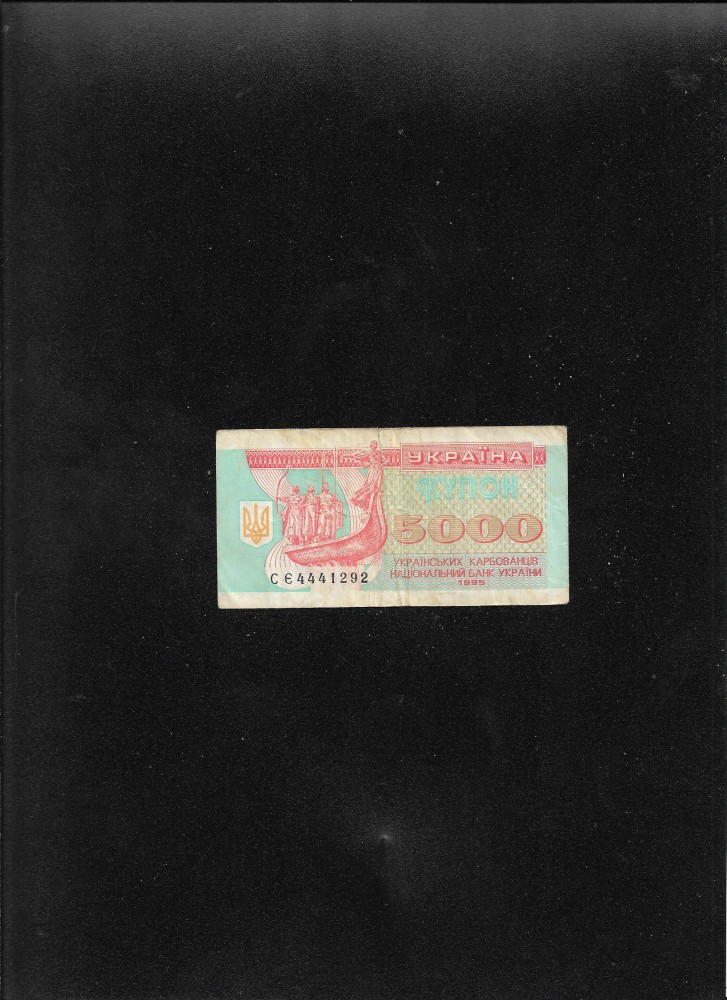 УКРАЇНА
КУПОН
5000
УКРАЇНСЬКИХ КАРБОВАНЦІВ
НАЦІОНАЛЬНИЙ БАНК УКРАЇНИ
1995
СЄ4441292